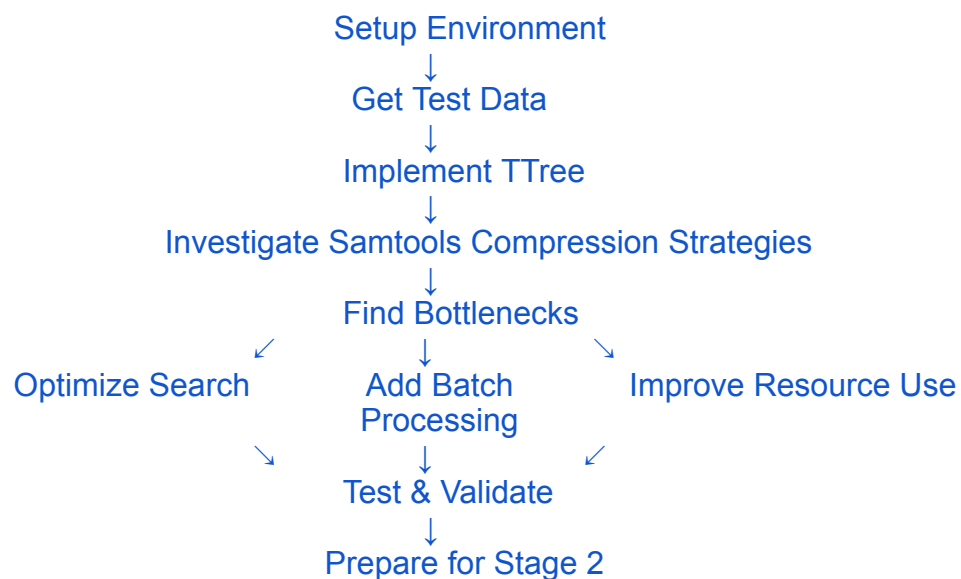 Setup Environment
↓
Get Test Data
↓
Implement TTree
↓
Investigate Samtools Compression Strategies
↓
Find Bottlenecks
↙ ↓ ↘
Optimize Search Add Batch Improve Resource Use
Processing
↘ ↓ ↙
Test & Validate
↓
Prepare for Stage 2